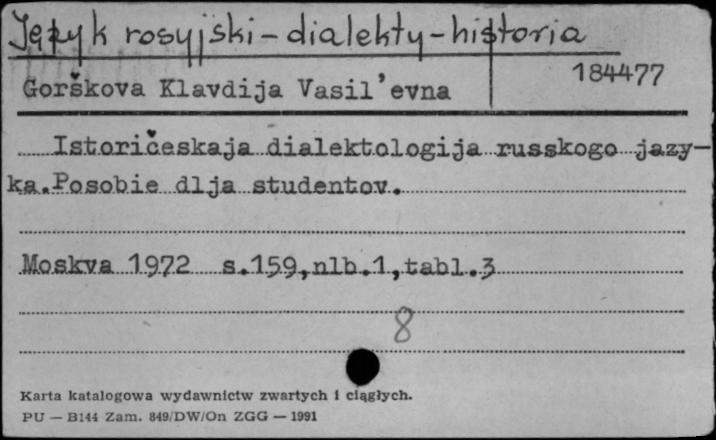 Język rosyjski - dialekty - historia
184477
Gorškova Klavdija Vasil'evna
Istoričeskaja dialektologija russkogo jazy-
ka.Posobie dlja studentov.
Moskva 1972 s.159,nlb.1,tabl.3
8
Karta katalogowa wydawnictw zwartych i ciągłych.
PU — B144 Zam. 849/DW/On ZGG — 1991